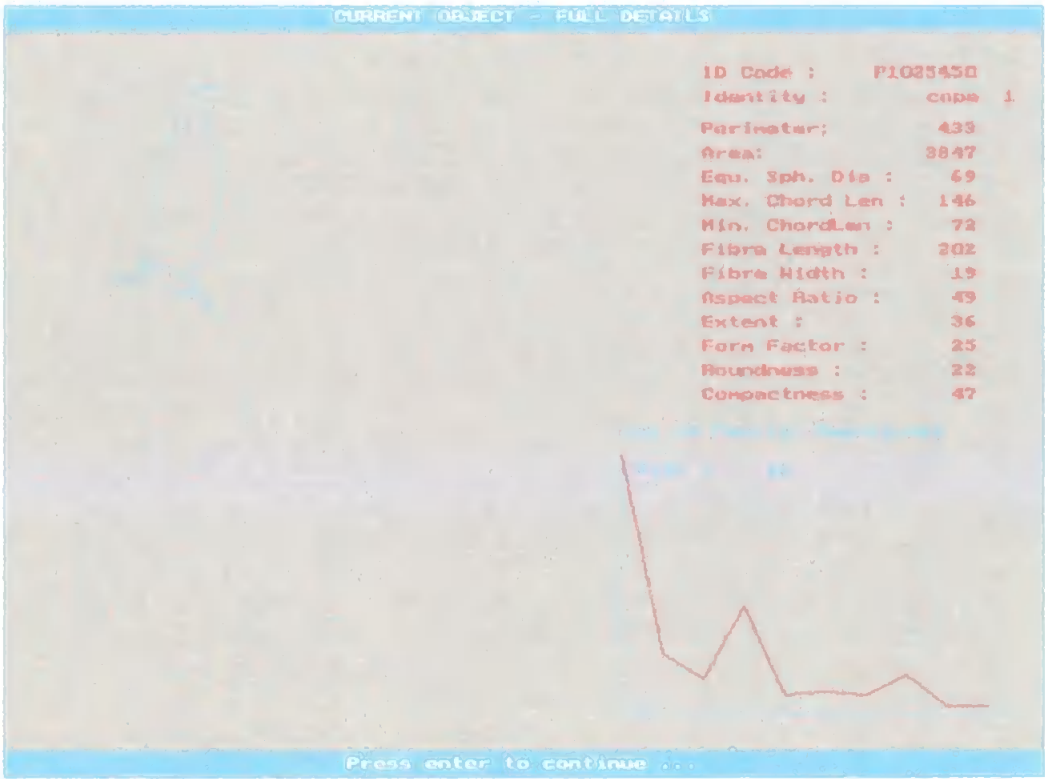 CURRENT OBJECT - FULL DETAILS
ID Code : P1025450
Identity : cope 1
Perimeter: 433
Area: 3847
Equ. Sph. Dia : 69
Max. Chord Len : 146
Min. ChordLen : 72
Fibre Length : 202
Fibre Width : 19
Aspect Ratio : 49
Extent : 36
Form Factor : 25
Roundness : 22
Compactness : 47
Press enter to continue ...